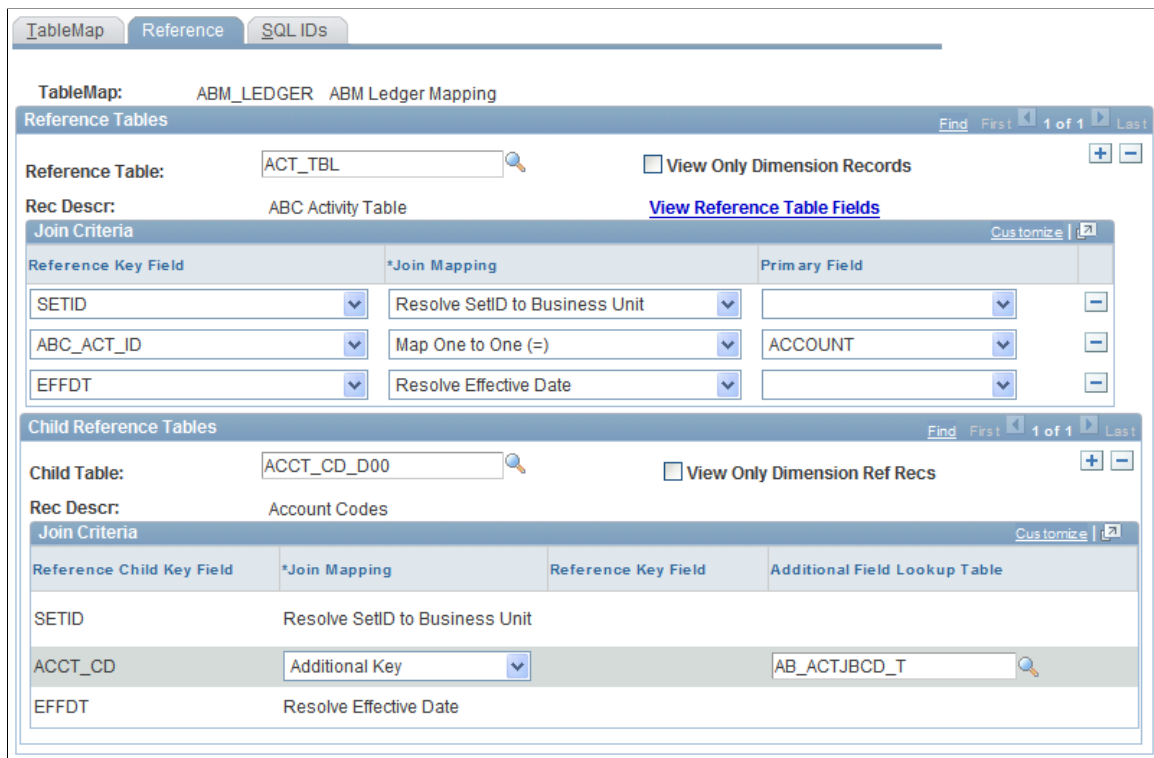 TableMap Reference SQL IDs
TableMap: ABM_LEDGER ABM Ledger Mapping
Reference Tables Find First 1 of 1 Last
Reference Table: ACT_TBL View Only Dimension Records
Rec Descr: ABC Activity Table View Reference Table Fields
Join Criteria Customize |
Reference Key Field *Join Mapping Primary Field
SETID Resolve SetID to Business Unit
ABC_ACT_ID Map One to One (=) ACCOUNT
EFFDT Resolve Effective Date
Child Reference Tables Find First 1 of 1 Last
Child Table: ACCT_CD_D00 View Only Dimension Ref Recs
Rec Descr: Account Codes
Join Criteria Customize |
Reference Child Key Field *Join Mapping Reference Key Field Additional Field Lookup Table
SETID Resolve SetID to Business Unit
ACCT_CD Additional Key AB_ACTJBCD_T
EFFDT Resolve Effective Date